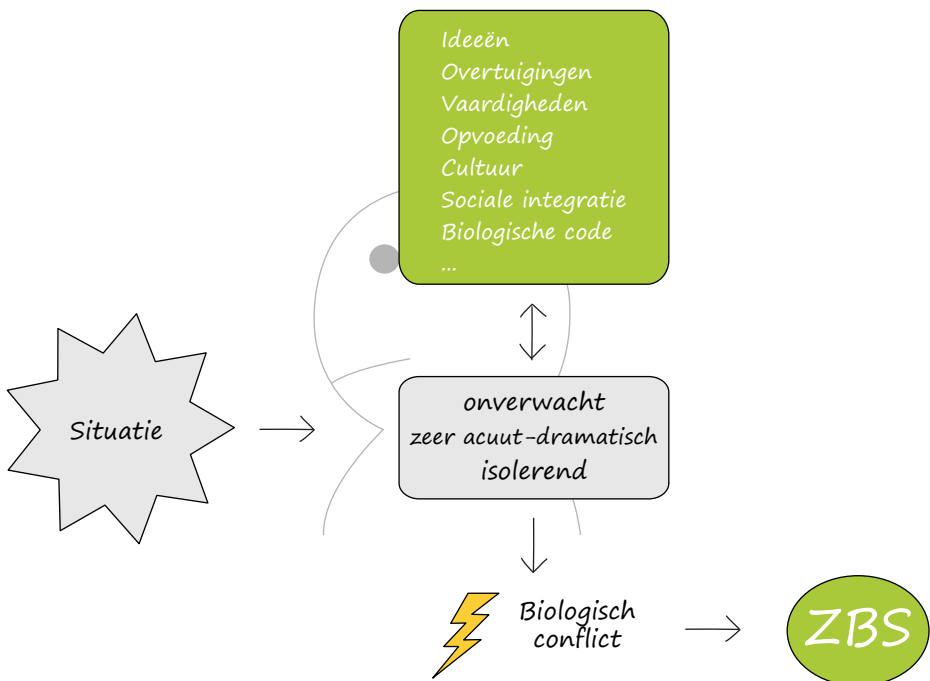 Ideeën
Overtuigingen
Vaardigheden
Opvoeding
Cultuur
Sociale integratie
Biologische code
...
Situatie
onverwacht
zeer acuut-dramatisch
isolerend
Biologisch
conflict
ZBS